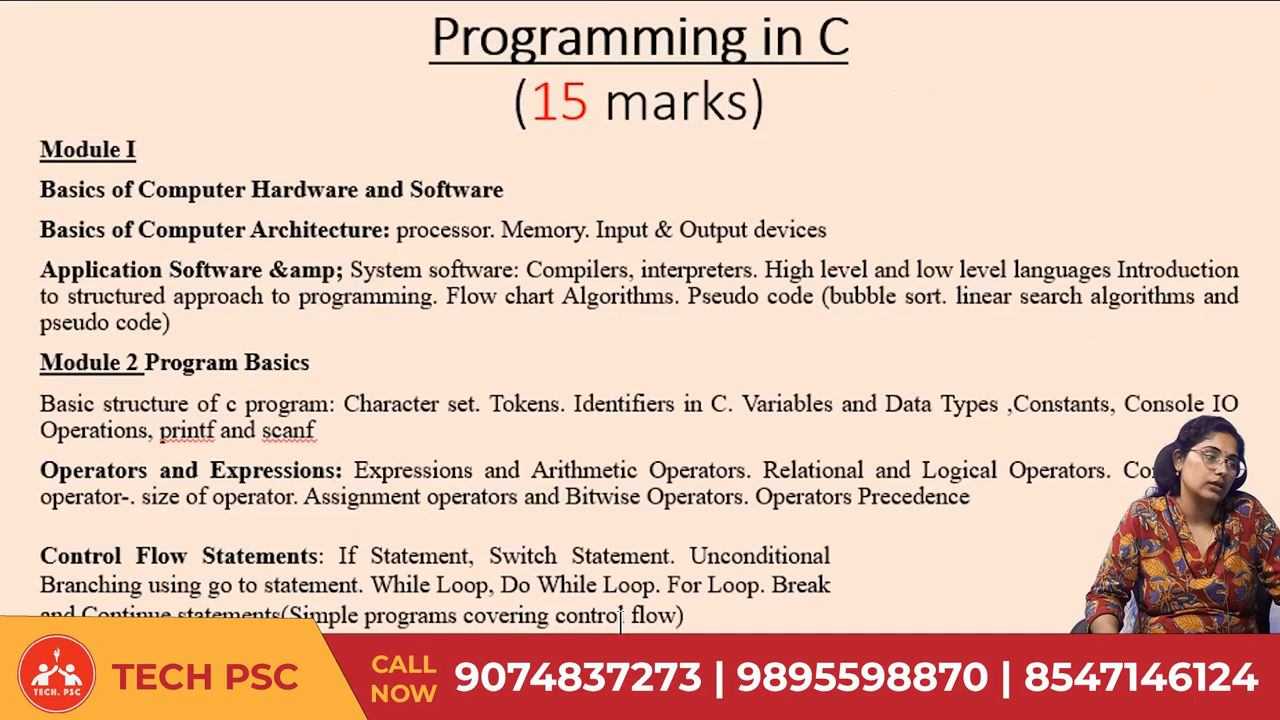 Programming in C
(15 marks)
Module I
Basics of Computer Hardware and Software
Basics of Computer Architecture: processor. Memory. Input & Output devices
Application Software &amp; System software: Compilers, interpreters. High level and low level languages Introduction
to structured approach to programming. Flow chart Algorithms. Pseudo code (bubble sort. linear search algorithms and
pseudo code)
Module 2 Program Basics
Basic structure of c program: Character set. Tokens. Identifiers in C. Variables and Data Types ,Constants, Console IO
Operations, printf and scanf
Operators and Expressions: Expressions and Arithmetic Operators. Relational and Logical Operators.
operator-. size of operator. Assignment operators and Bitwise Operators. Operators Precedence
Control Flow Statements: If Statement, Switch Statement. Unconditional
Branching using go to statement. While Loop, Do While Loop. For Loop. Break
and Continue statements(Simple programs covering control flow)
TECH. PSC
TECH PSC
CALL
NOW
9074837273 | 9895598870 | 8547146124